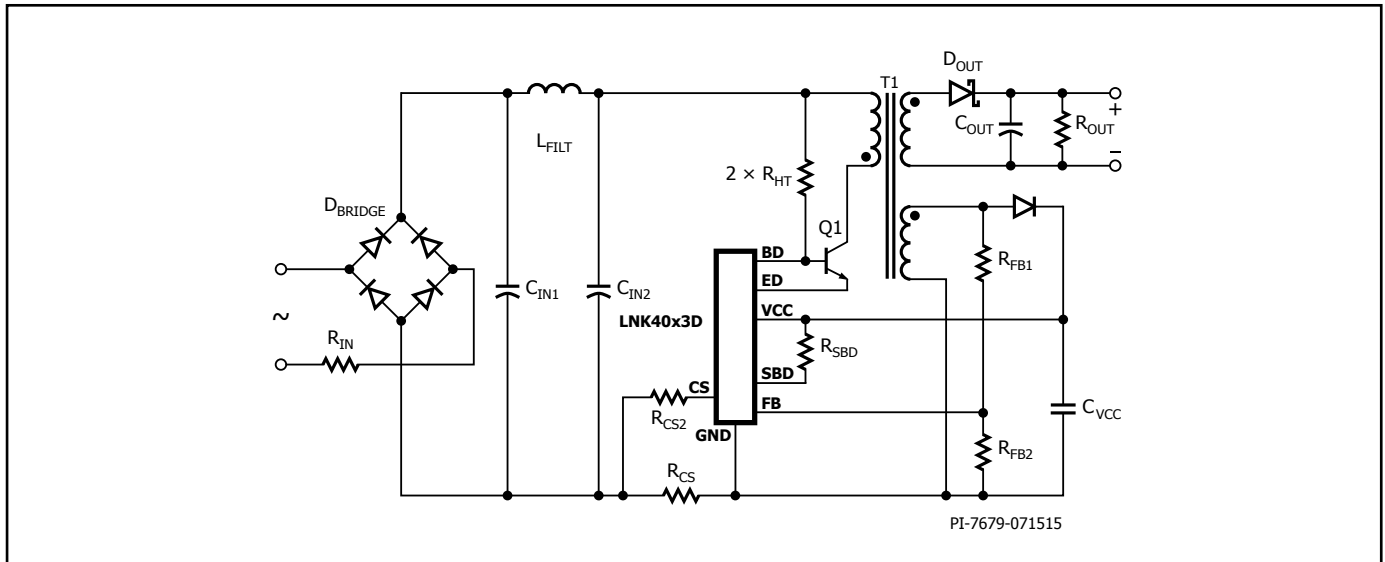 D_OUT
T1
+
C_OUT
R_OUT
L_FILT
−
2 × R_HT
D_BRIDGE
Q1
BD
R_FB1
ED
C_IN1
C_IN2
VCC
LNK40x3D
~
R_IN
R_SBD
SBD
CS
FB
R_CS2
C_VCC
GND
R_FB2
R_CS
PI-7679-071515